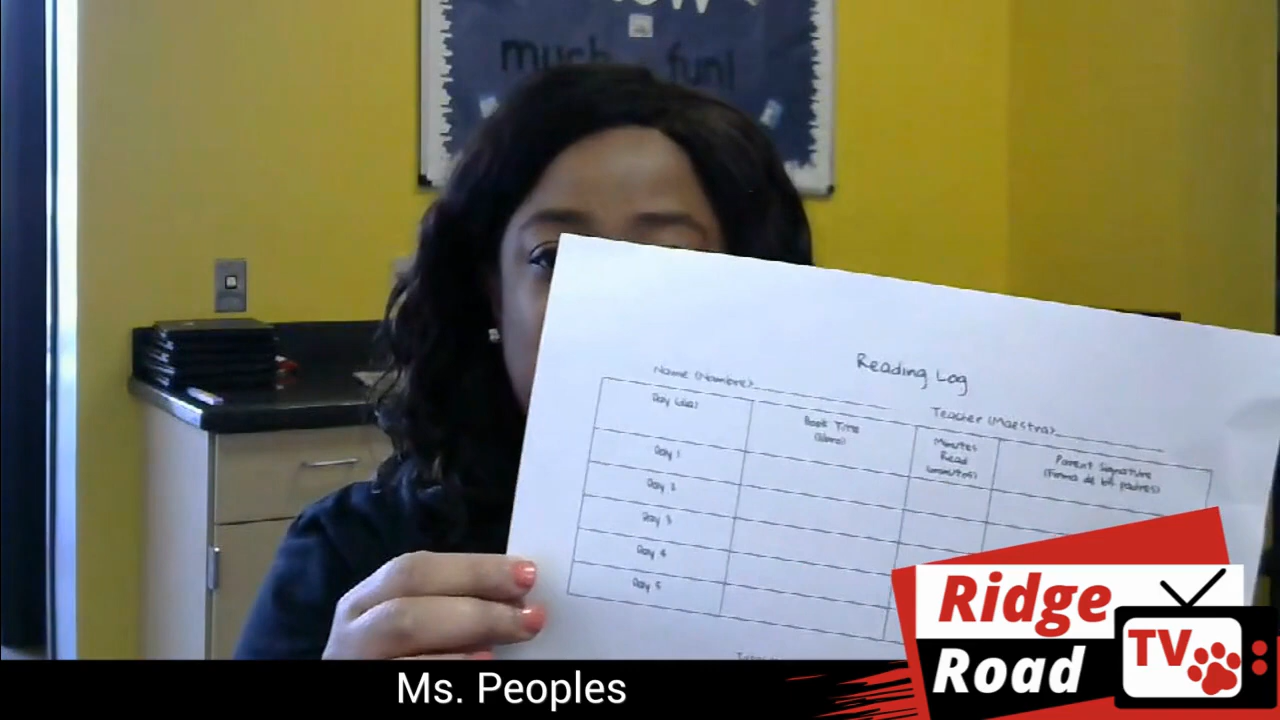 much fun!
Reading Log
Name (Nombre)
Teacher (Maestra)
Day (dia)
Book Title
(libro)
Minutes
Read
(minutos)
Parent Signature
(Firma de los padres)
Day 1
Day 2
Day 3
Day 4
Day 5
Ms. Peoples
Ridge
Road
TV